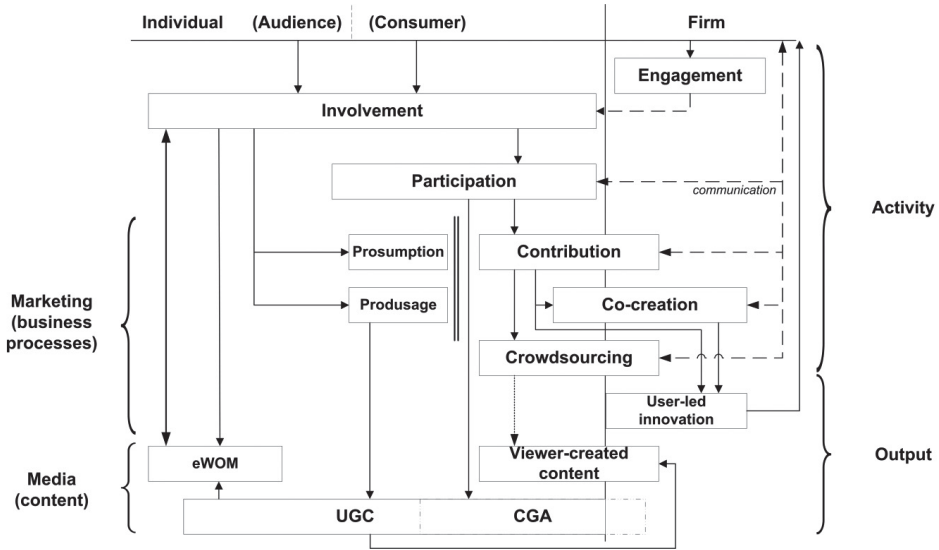 Individual (Audience) (Consumer) Firm
Engagement
Involvement
Participation
communication
Activity
Prosumption
Contribution
Marketing
(business
processes)
Produsage
Co-creation
Crowdsourcing
User-led
innovation
eWOM
Viewer-created
content
Output
Media
(content)
UGC
CGA